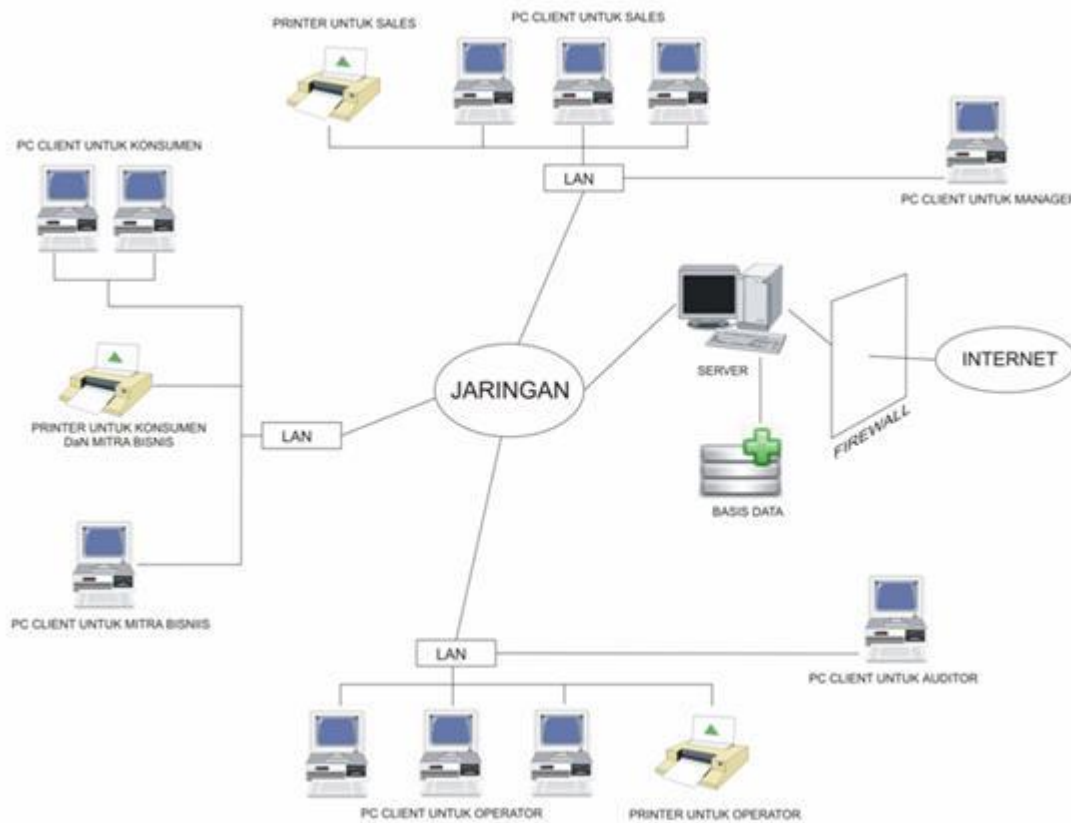 PRINTER UNTUK SALES
PC CLIENT UNTUK SALES
PC CLIENT UNTUK KONSUMEN
LAN
PC CLIENT UNTUK MANAGER
JARINGAN
SERVER
INTERNET
FIREWALL
PRINTER UNTUK KONSUMEN
DaN MITRA BISNIS
LAN
BASIS DATA
PC CLIENT UNTUK MITRA BISNIIS
LAN
PC CLIENT UNTUK AUDITOR
PC CLIENT UNTUK OPERATOR
PRINTER UNTUK OPERATOR